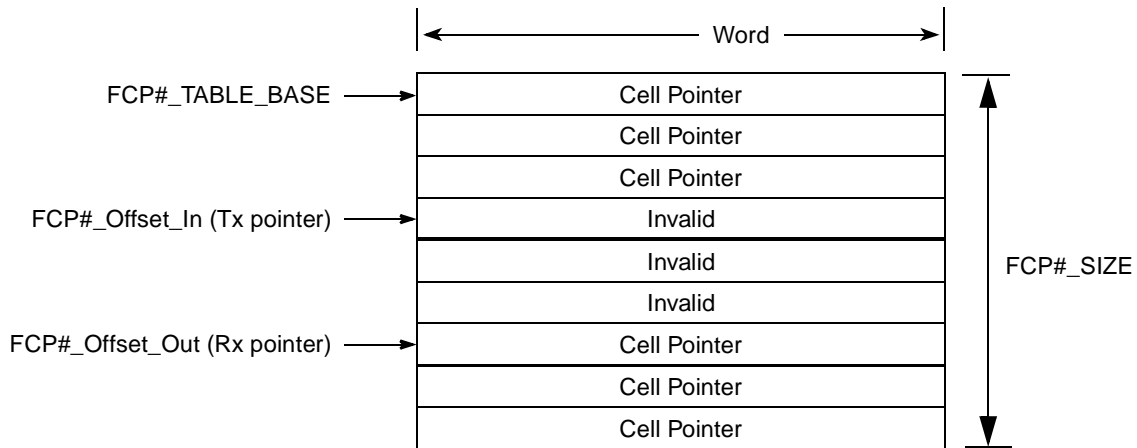 Word
FCP#_TABLE_BASE
Cell Pointer
Cell Pointer
Cell Pointer
FCP#_Offset_In (Tx pointer)
Invalid
Invalid
FCP#_SIZE
Invalid
FCP#_Offset_Out (Rx pointer)
Cell Pointer
Cell Pointer
Cell Pointer